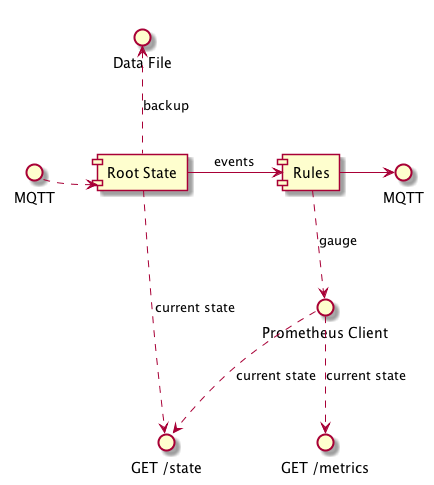 Data File
backup
Root State
events
Rules
MQTT
MQTT
gauge
current state
Prometheus Client
current state
current state
GET /state
GET /metrics